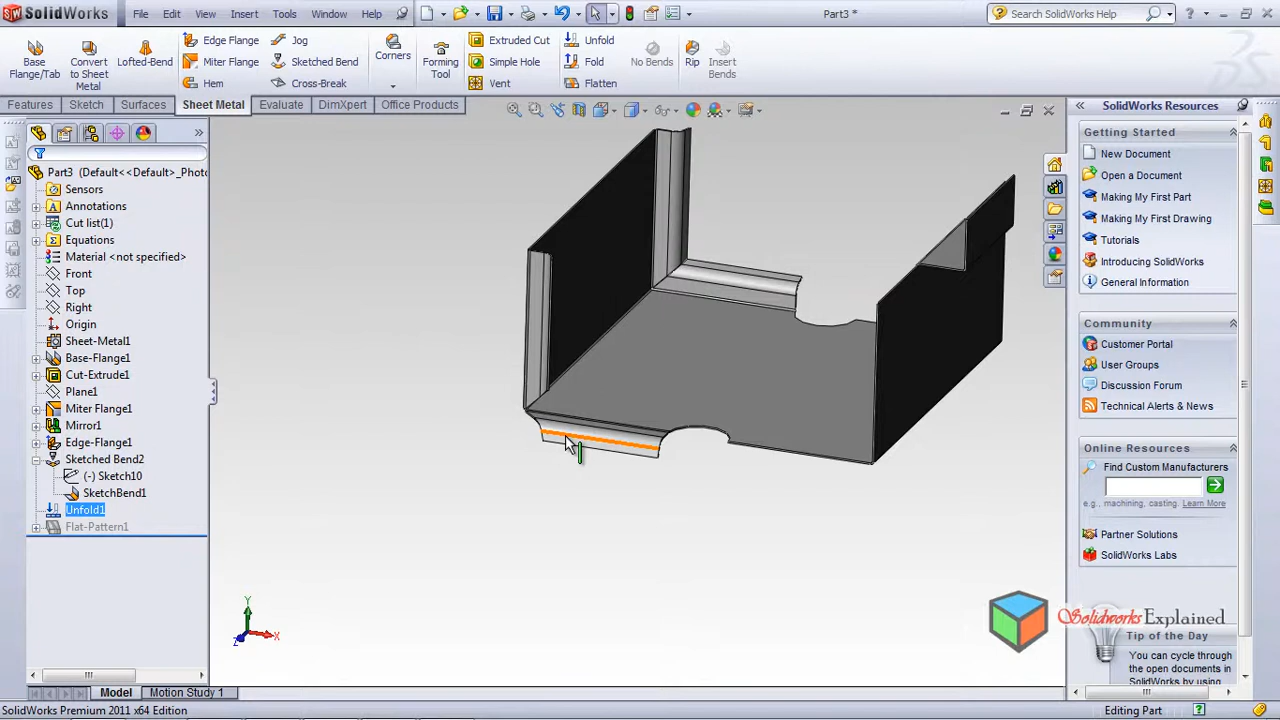 SolidWorks File Edit View Insert Tools Window Help Part3 * Search SolidWorks Help
Base Flange/Tab
Convert to Sheet Metal
Lofted-Bend
Edge Flange
Miter Flange
Hem
Jog
Sketched Bend
Cross-Break
Corners
Forming Tool
Extruded Cut
Simple Hole
Vent
Unfold
Fold
Flatten
No Bends
Rip
Insert Bends
Features Sketch Surfaces Sheet Metal Evaluate DimXpert Office Products
Part3 (Default<<Default>_Photo
Sensors
Annotations
Cut list(1)
Equations
Material <not specified>
Front
Top
Right
Origin
Sheet-Metal1
Base-Flange1
Cut-Extrude1
Plane1
Miter Flange1
Mirror1
Edge-Flange1
Sketched Bend2
(-) Sketch10
SketchBend1
Unfold1
Flat-Pattern1
Y
X
Z
SolidWorks Resources
Getting Started
New Document
Open a Document
Making My First Part
Making My First Drawing
Tutorials
Introducing SolidWorks
General Information
Community
Customer Portal
User Groups
Discussion Forum
Technical Alerts & News
Online Resources
Find Custom Manufacturers
e.g., machining, casting. Learn More
Partner Solutions
SolidWorks Labs
Solidworks Explained
Tip of the Day
You can cycle through
the open documents in
SolidWorks by using
Model Motion Study 1
SolidWorks Premium 2011 x64 Edition Editing Part